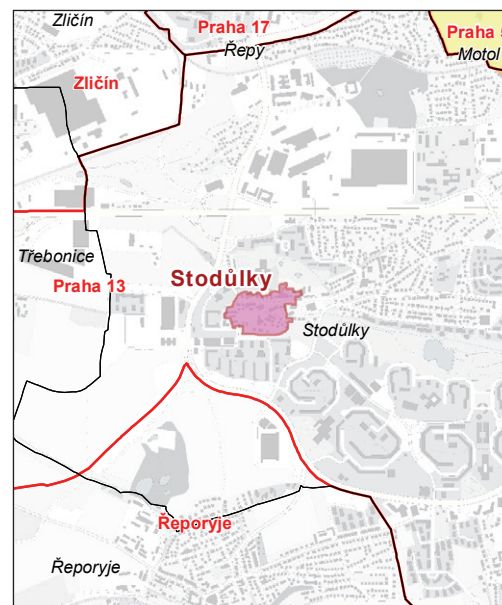 Zličín
Praha 17
Řepy
Praha 5
Motol
Zličín
Třebonice
Praha 13
Stodůlky
Stodůlky
Řeporyje
Řeporyje